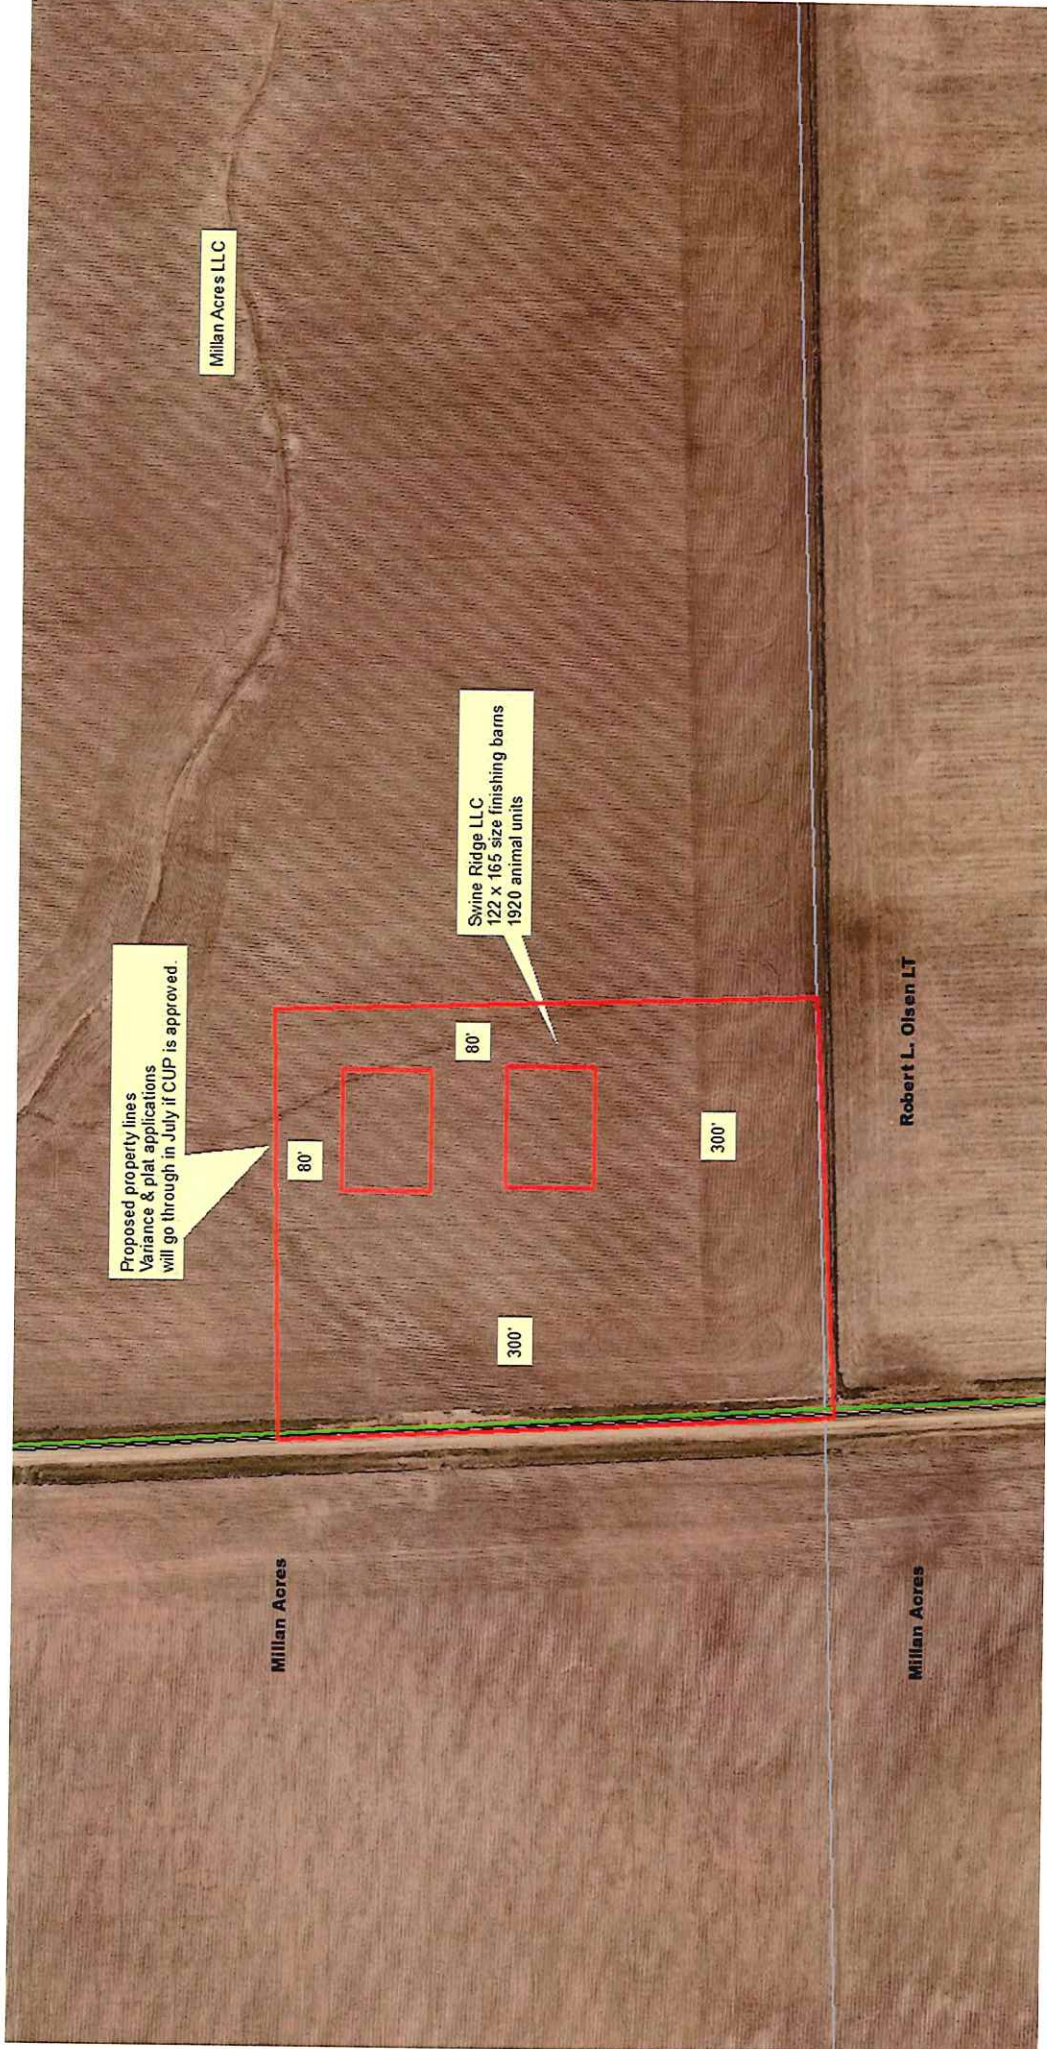 Proposed property lines
Variance & plat applications
will go through in July if CUP is approved.
Millan Acres LLC
Millan Acres
80'
80'
Swine Ridge LLC
122 x 165 size finishing barns
1920 animal units
300'
300'
Millan Acres
Robert L. Olsen LT